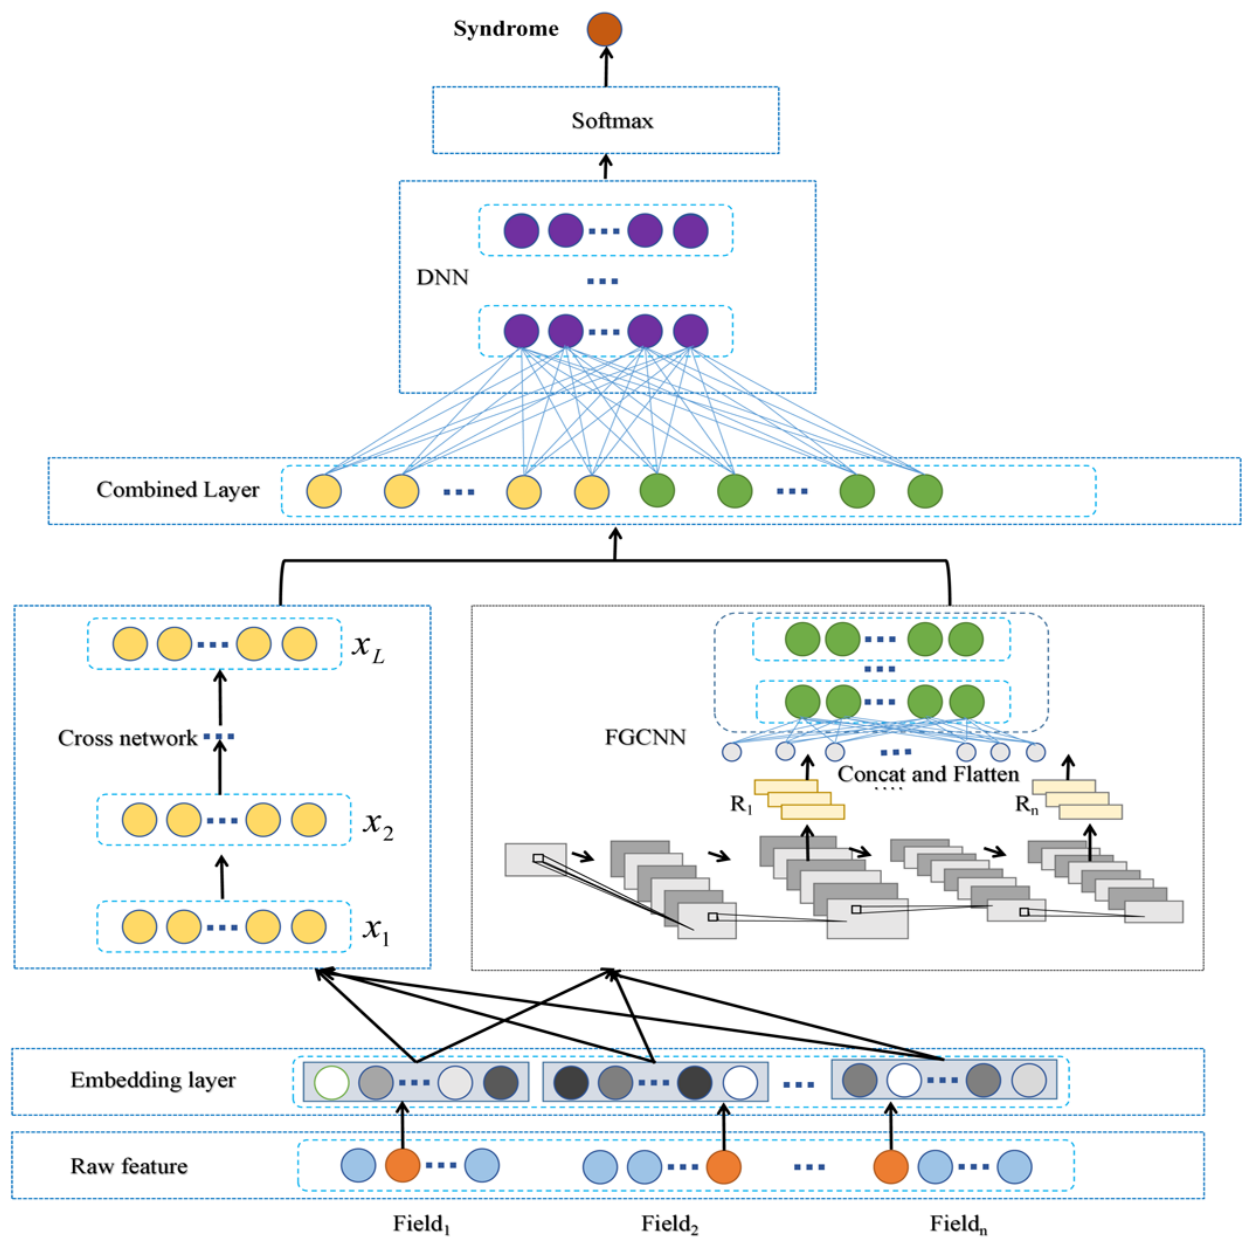 Syndrome
Softmax
DNN
Combined Layer
x_L
Cross network
x_2
x_1
FGCNN
Concat and Flatten
R_1
R_n
Embedding layer
Raw feature
Field_1
Field_2
Field_n